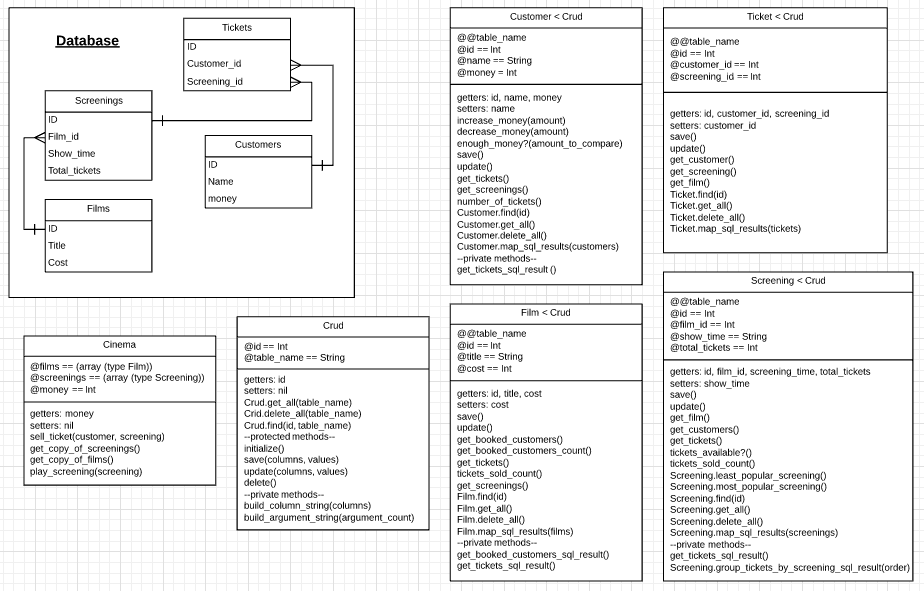 Database
Tickets
ID
Customer_id
Screening_id
Screenings
ID
Film_id
Show_time
Total_tickets
Customers
ID
Name
money
Films
ID
Title
Cost
Cinema
@films == (array (type Film))
@screenings == (array (type Screening))
@money == Int
getters: money
setters: nil
sell_ticket(customer, screening)
get_copy_of_screenings()
get_copy_of_films()
play_screening(screening)
Crud
@id == Int
@table_name == String
getters: id
setters: nil
Crud.get_all(table_name)
Crid.delete_all(table_name)
Crud.find(id, table_name)
--protected methods--
initialize()
save(columns, values)
update(columns, values)
delete()
--private methods--
build_column_string(columns)
build_argument_string(argument_count)
Customer < Crud
@@table_name
@id == Int
@name == String
@money = Int
getters: id, name, money
setters: name
increase_money(amount)
decrease_money(amount)
enough_money?(amount_to_compare)
save()
update()
get_tickets()
get_screenings()
number_of_tickets()
Customer.find(id)
Customer.get_all()
Customer.delete_all()
Customer.map_sql_results(customers)
--private methods--
get_tickets_sql_result ()
Film < Crud
@@table_name
@id == Int
@title == String
@cost == Int
getters: id, title, cost
setters: cost
save()
update()
get_booked_customers()
get_booked_customers_count()
get_tickets()
tickets_sold_count()
get_screenings()
Film.find(id)
Film.get_all()
Film.delete_all()
Film.map_sql_results(films)
--private methods--
get_booked_customers_sql_result()
get_tickets_sql_result()
Ticket < Crud
@@table_name
@id == Int
@customer_id == Int
@screening_id == Int
getters: id, customer_id, screening_id
setters: customer_id
save()
update()
get_customer()
get_screening()
get_film()
Ticket.find(id)
Ticket.get_all()
Ticket.delete_all()
Ticket.map_sql_results(tickets)
Screening < Crud
@@table_name
@id == Int
@film_id == Int
@show_time == String
@total_tickets == Int
getters: id, film_id, screening_time, total_tickets
setters: show_time
save()
update()
get_film()
get_customers()
get_tickets()
tickets_available?()
tickets_sold_count()
Screening.least_popular_screening()
Screening.most_popular_screening()
Screening.find(id)
Screening.get_all()
Screening.delete_all()
Screening.map_sql_results(screenings)
--private methods--
get_tickets_sql_result()
Screening.group_tickets_by_screening_sql_result(order)